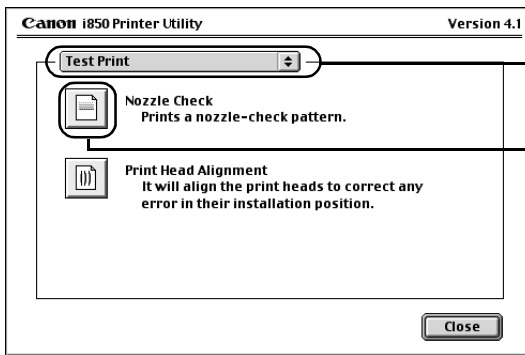 Canon i850 Printer Utility Version 4.1
Test Print
Nozzle Check
Prints a nozzle-check pattern.
Print Head Alignment
It will align the print heads to correct any
error in their installation position.
Close